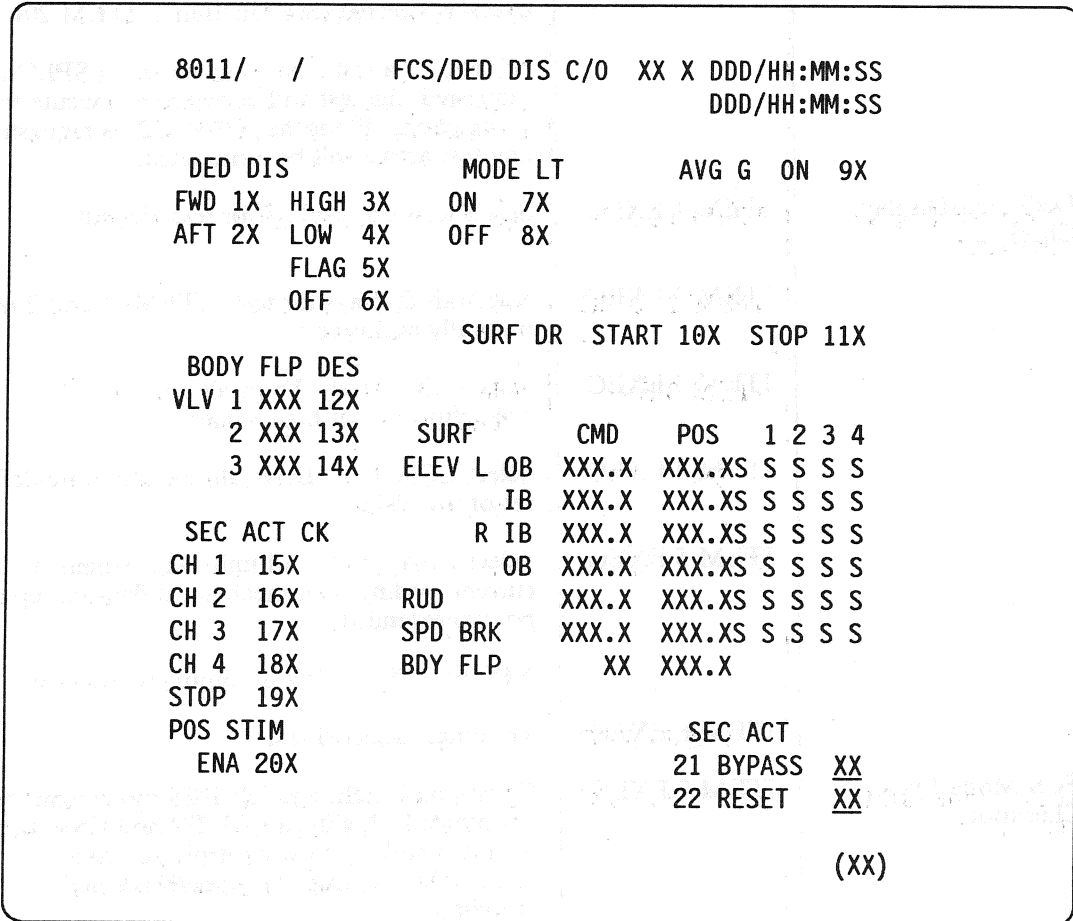 8011/ / FCS/DED DIS C/O XX X DDD/HH:MM:SS
DDD/HH:MM:SS
DED DIS MODE LT AVG G ON 9X
FWD 1X HIGH 3X ON 7X
AFT 2X LOW 4X OFF 8X
FLAG 5X
OFF 6X
SURF DR START 10X STOP 11X
BODY FLP DES
VLV 1 XXX 12X
2 XXX 13X SURF CMD POS 1 2 3 4
3 XXX 14X ELEV L OB XXX.X XXX.XS S S S S
IB XXX.X XXX.XS S S S S
SEC ACT CK R IB XXX.X XXX.XS S S S S
CH 1 15X OB XXX.X XXX.XS S S S S
CH 2 16X RUD XXX.X XXX.XS S S S S
CH 3 17X SPD BRK XXX.X XXX.XS S S S S
CH 4 18X BDY FLP XX XXX.X
STOP 19X
POS STIM SEC ACT
ENA 20X 21 BYPASS XX
22 RESET XX
(XX)